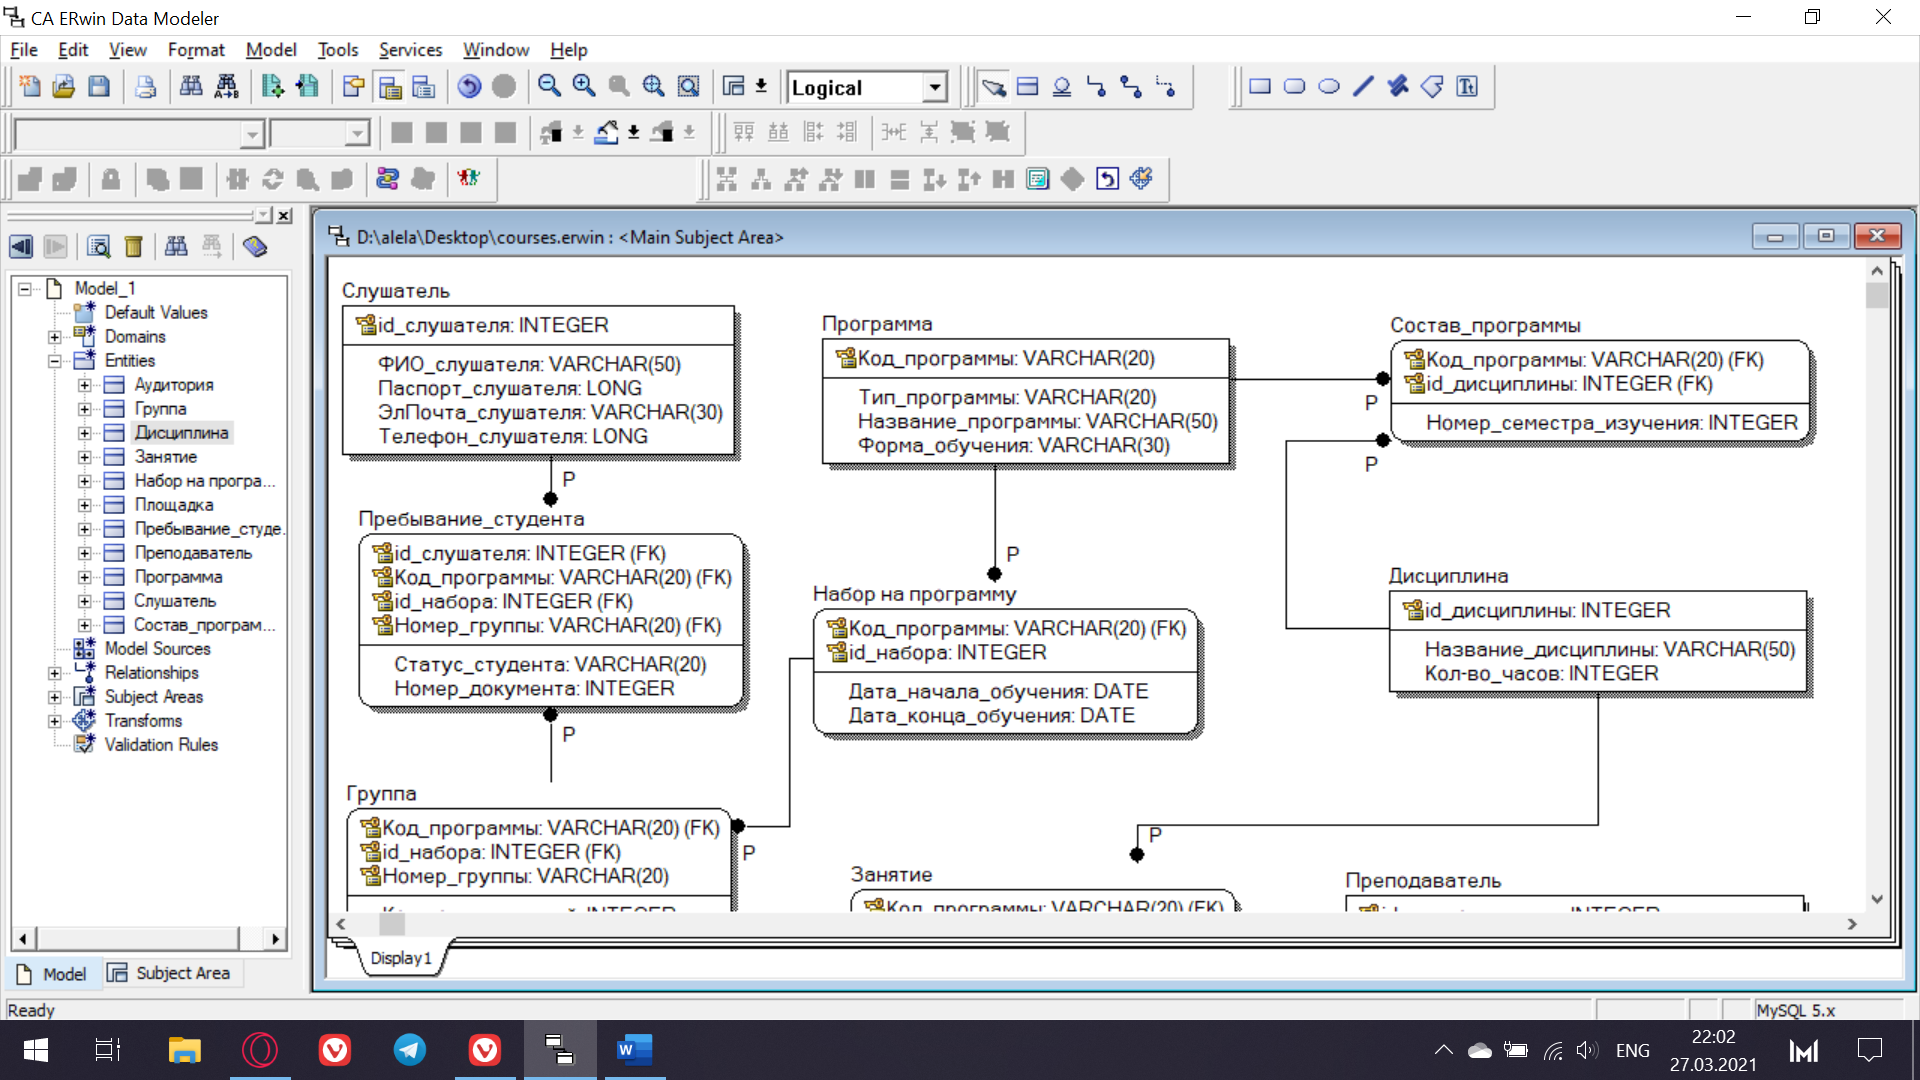 CA ERwin Data Modeler
File Edit View Format Model Tools Services Window Help
Logical
D:\alela\Desktop\courses.erwin : <Main Subject Area>
Model_1
Default Values
Domains
Entities
Аудитория
Группа
Дисциплина
Занятие
Набор на програ...
Площадка
Пребывание_студе.
Преподаватель
Программа
Слушатель
Состав_програм...
Model Sources
Relationships
Subject Areas
Transforms
Validation Rules
Model Subject Area
Слушатель
id_слушателя: INTEGER
ФИО_слушателя: VARCHAR(50)
Паспорт_слушателя: LONG
ЭлПочта_слушателя: VARCHAR(30)
Телефон_слушателя: LONG
P
Пребывание_студента
id_слушателя: INTEGER (FK)
Код_программы: VARCHAR(20) (FK)
id_набора: INTEGER (FK)
Номер_группы: VARCHAR(20) (FK)
Статус_студента: VARCHAR(20)
Номер_документа: INTEGER
P
Группа
Код_программы: VARCHAR(20) (FK)
id_набора: INTEGER (FK)
Номер_группы: VARCHAR(20)
P
Программа
Код_программы: VARCHAR(20)
Тип_программы: VARCHAR(20)
Название_программы: VARCHAR(50)
Форма_обучения: VARCHAR(30)
P
Набор на программу
Код_программы: VARCHAR(20) (FK)
id_набора: INTEGER
Дата_начала_обучения: DATE
Дата_конца_обучения: DATE
Состав_программы
Код_программы: VARCHAR(20) (FK)
id_дисциплины: INTEGER (FK)
Номер_семестра_изучения: INTEGER
P
P
Дисциплина
id_дисциплины: INTEGER
Название_дисциплины: VARCHAR(50)
Кол-во_часов: INTEGER
P
Занятие
Код_программы: VARCHAR(20) (FK)
Преподаватель
Display1
Ready
MySQL 5.x
ENG
22:02
27.03.2021